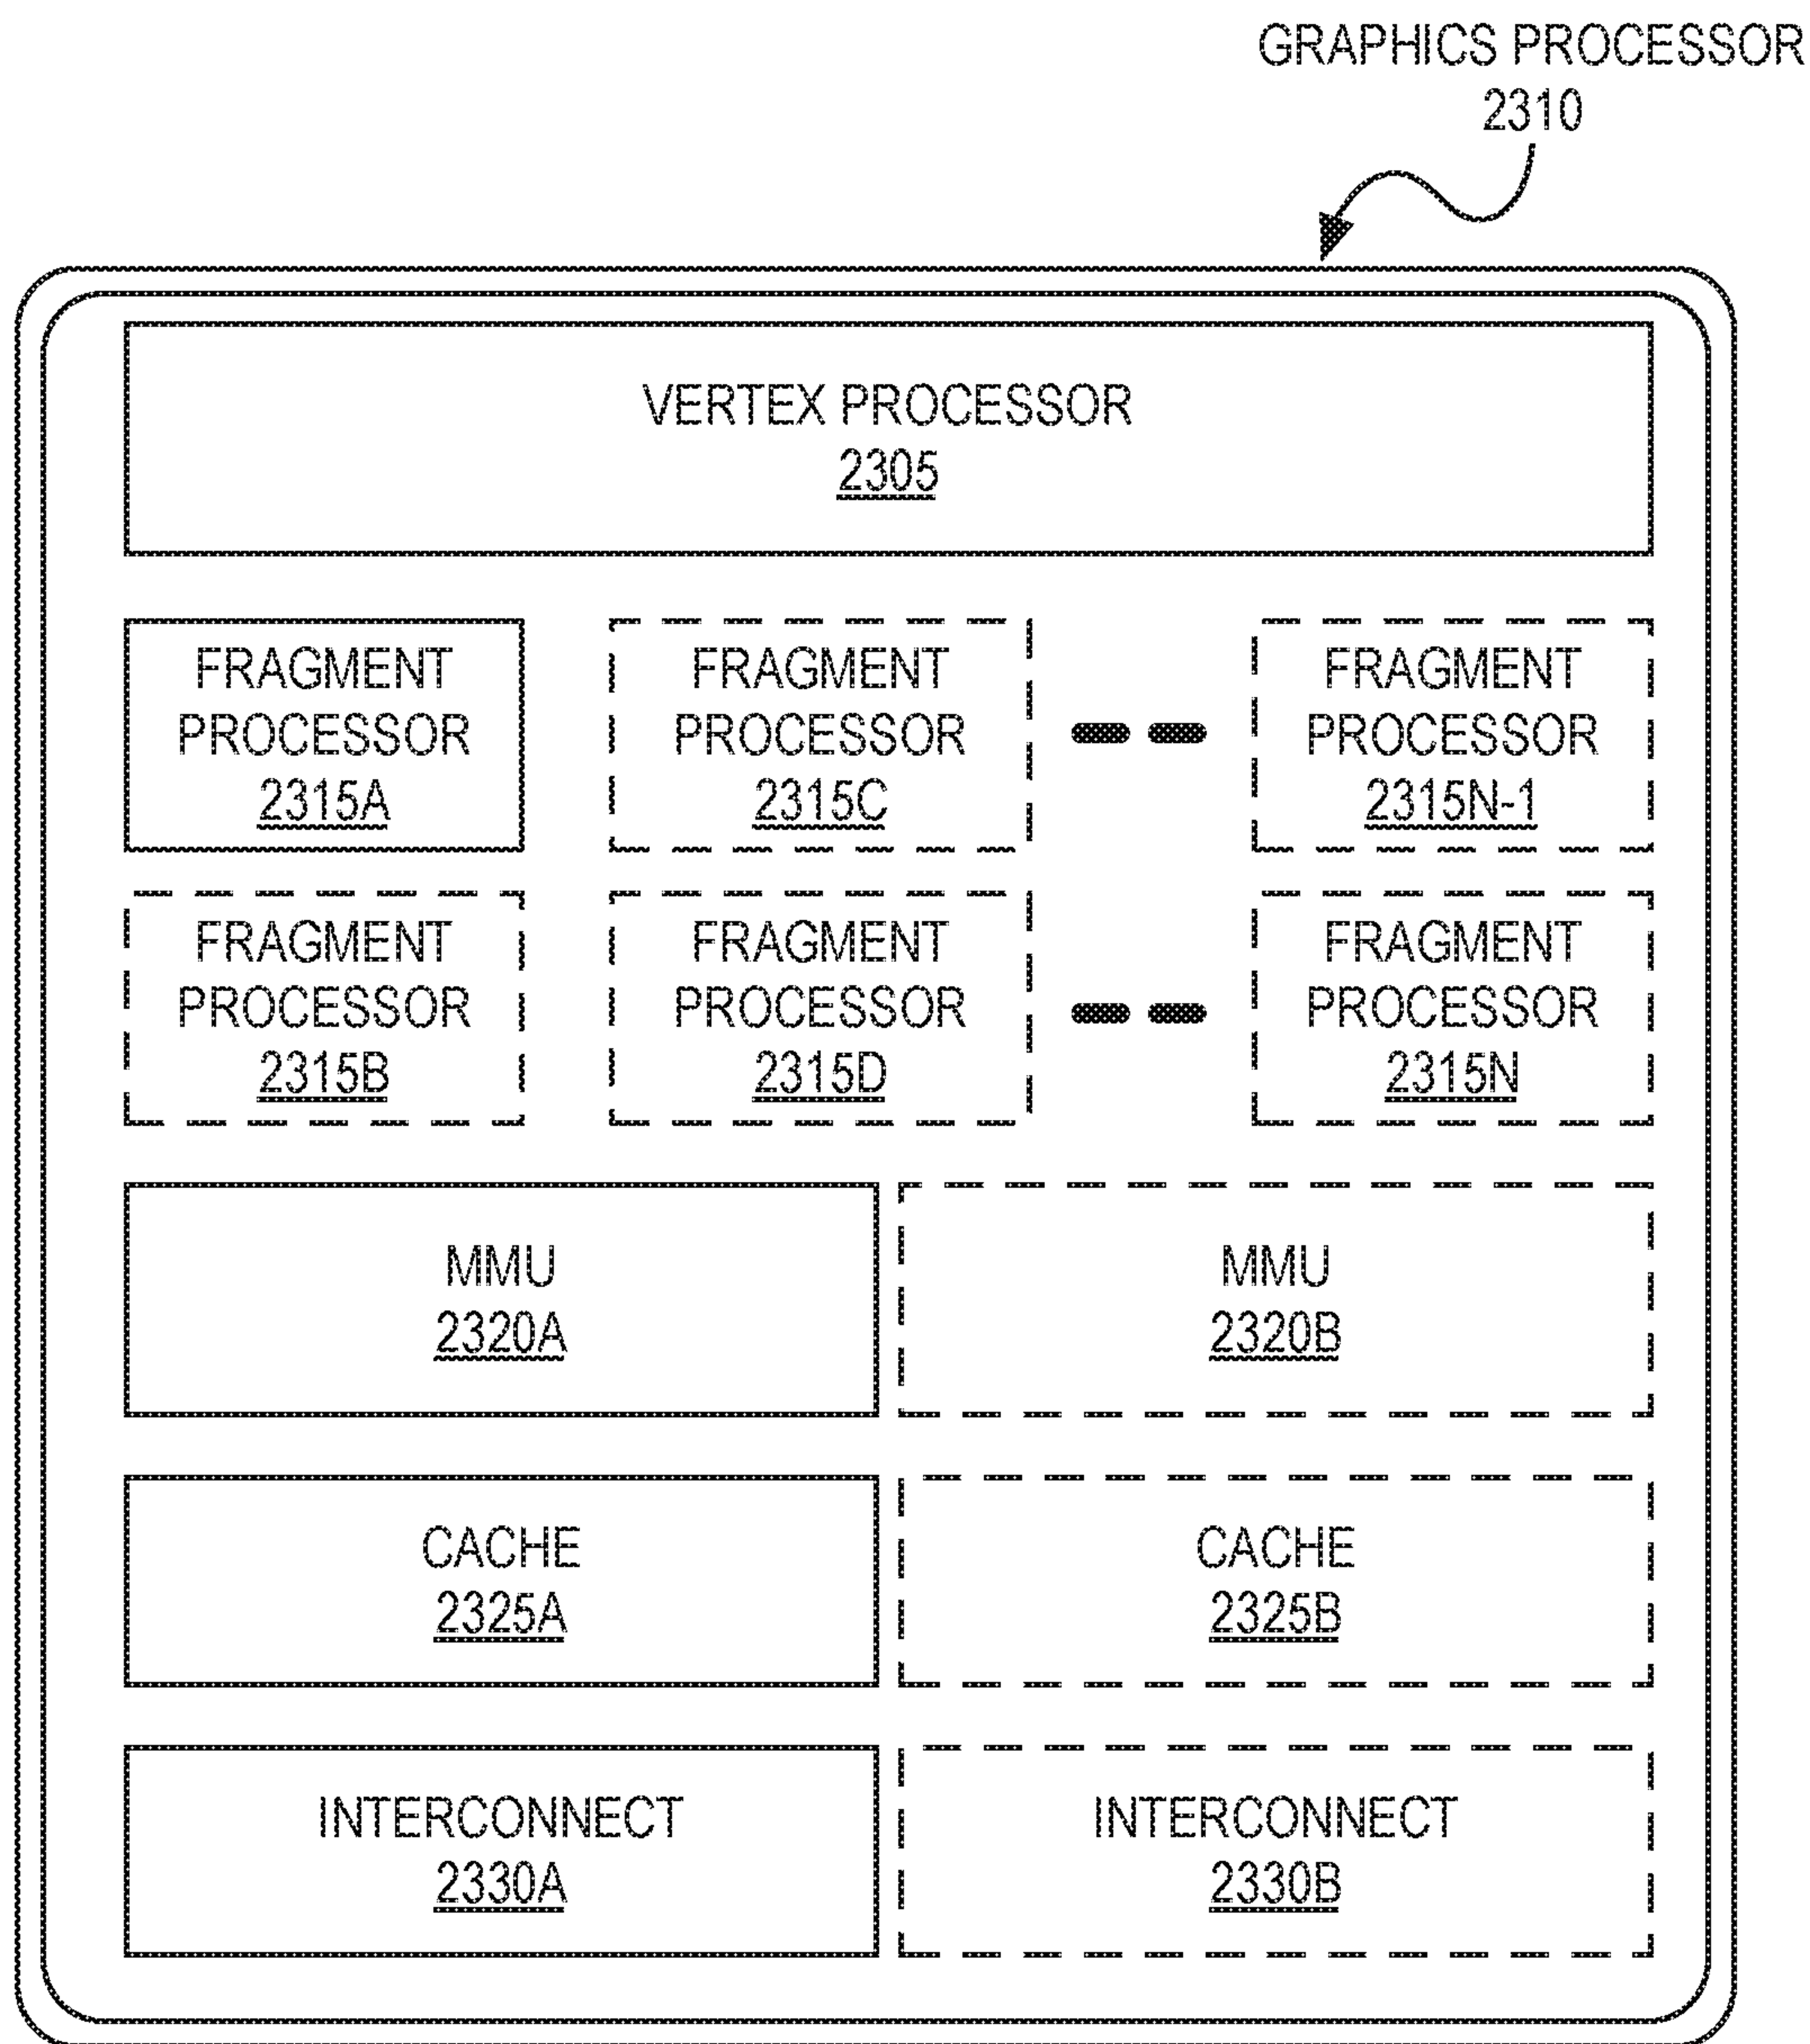 GRAPHICS PROCESSOR
2310
VERTEX PROCESSOR
2305
FRAGMENT
PROCESSOR
2315A
FRAGMENT
PROCESSOR
2315C
FRAGMENT
PROCESSOR
2315N-1
FRAGMENT
PROCESSOR
2315B
FRAGMENT
PROCESSOR
2315D
FRAGMENT
PROCESSOR
2315N
MMU
2320A
MMU
2320B
CACHE
2325A
CACHE
2325B
INTERCONNECT
2330A
INTERCONNECT
2330B